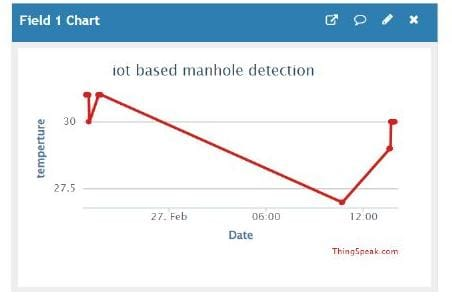 Field 1 Chart
iot based manhole detection
temperture
30
27.5
27. Feb
06:00
12:00
Date
ThingSpeak.com